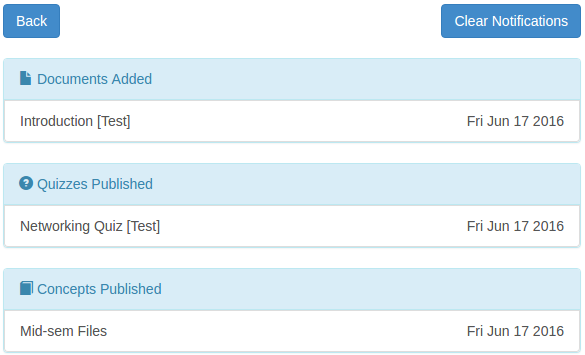 Back Clear Notifications
Documents Added
Introduction [Test] Fri Jun 17 2016
Quizzes Published
Networking Quiz [Test] Fri Jun 17 2016
Concepts Published
Mid-sem Files Fri Jun 17 2016